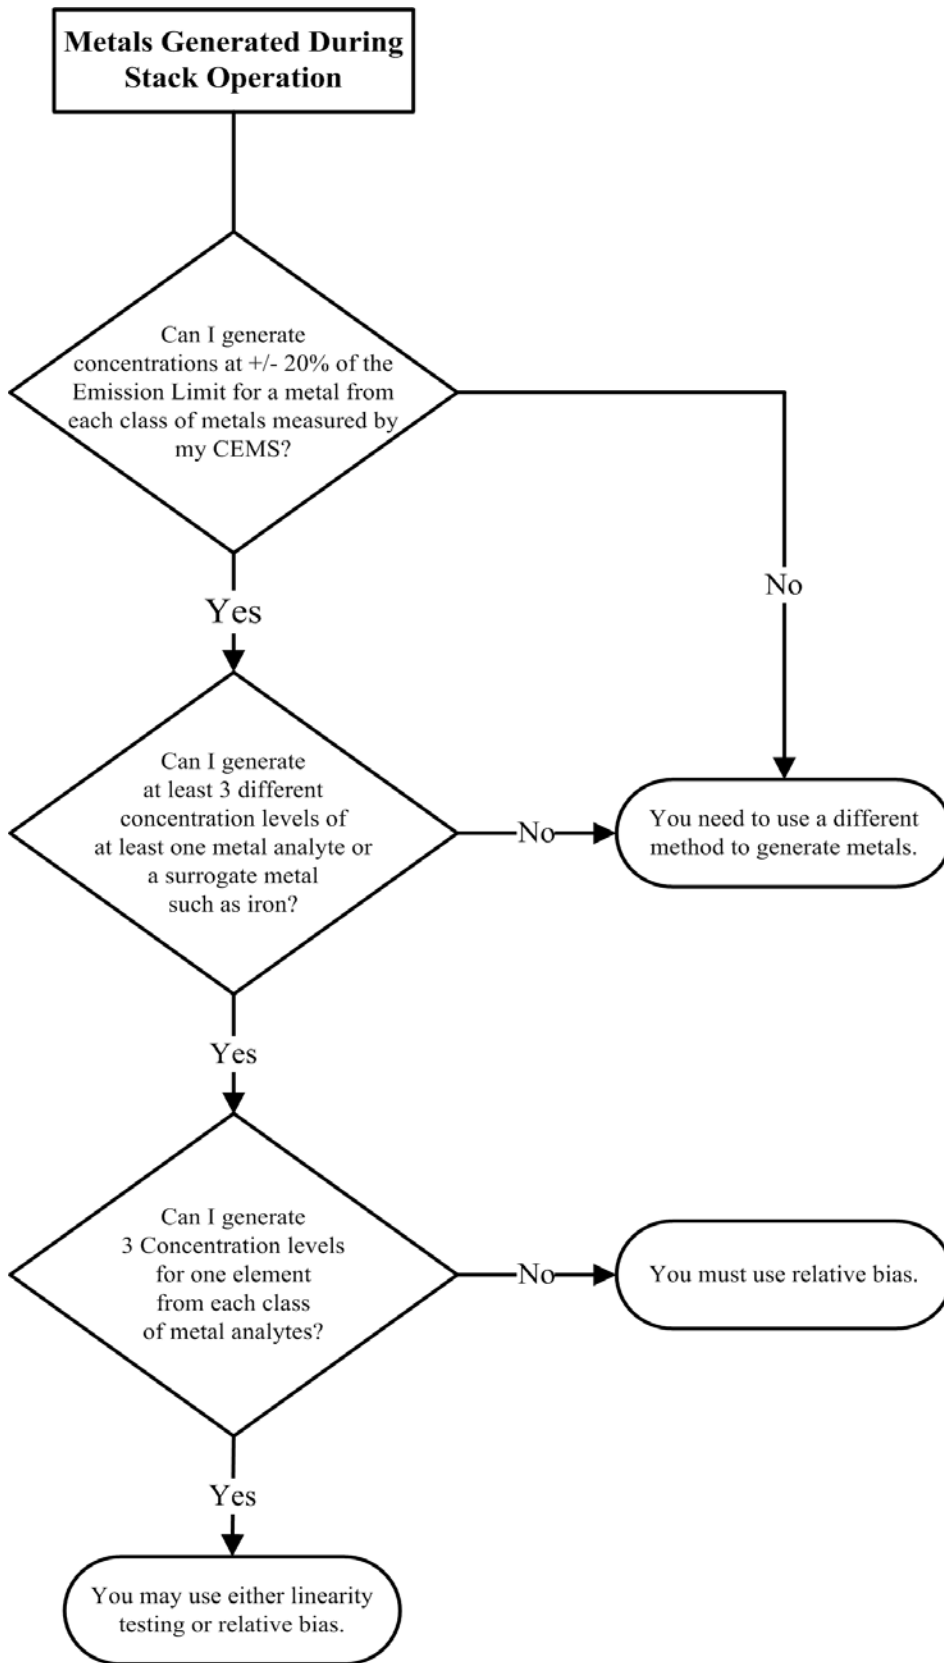 Metals Generated During
Stack Operation
Can I generate
concentrations at +/- 20% of the
Emission Limit for a metal from
each class of metals measured by
my CEMS?
No
Yes
Can I generate
at least 3 different
concentration levels of
at least one metal analyte or
a surrogate metal
such as iron?
No
You need to use a different
method to generate metals.
Yes
Can I generate
3 Concentration levels
for one element
from each class
of metal analytes?
No
You must use relative bias.
Yes
You may use either linearity
testing or relative bias.